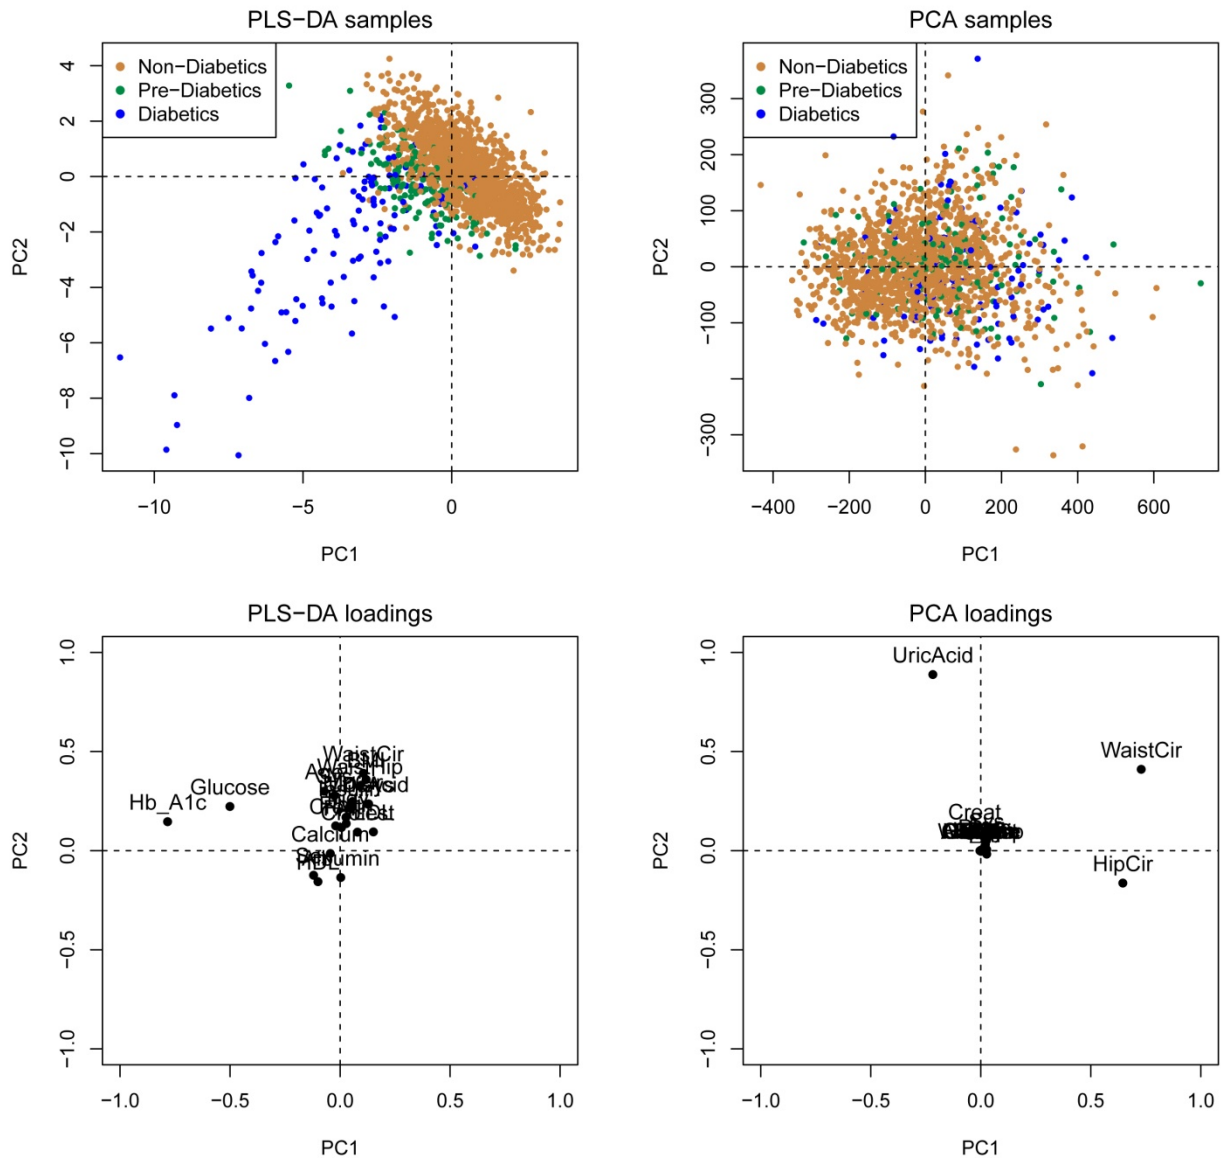 PLS−DA samples
Non−Diabetics
Pre−Diabetics
Diabetics
PC2
4
2
0
−2
−4
−6
−8
−10
−10
−5
0
PC1
PCA samples
Non−Diabetics
Pre−Diabetics
Diabetics
PC2
300
200
100
0
−100
−300
−400
−200
0
200
400
600
PC1
PLS−DA loadings
PC2
1.0
0.5
0.0
−0.5
−1.0
WaistCir
Glucose
Hb_A1c
Calcium
HDL
−1.0
−0.5
0.0
0.5
1.0
PC1
PCA loadings
PC2
1.0
0.5
0.0
−0.5
−1.0
UricAcid
WaistCir
Creat
HipCir
−1.0
−0.5
0.0
0.5
1.0
PC1